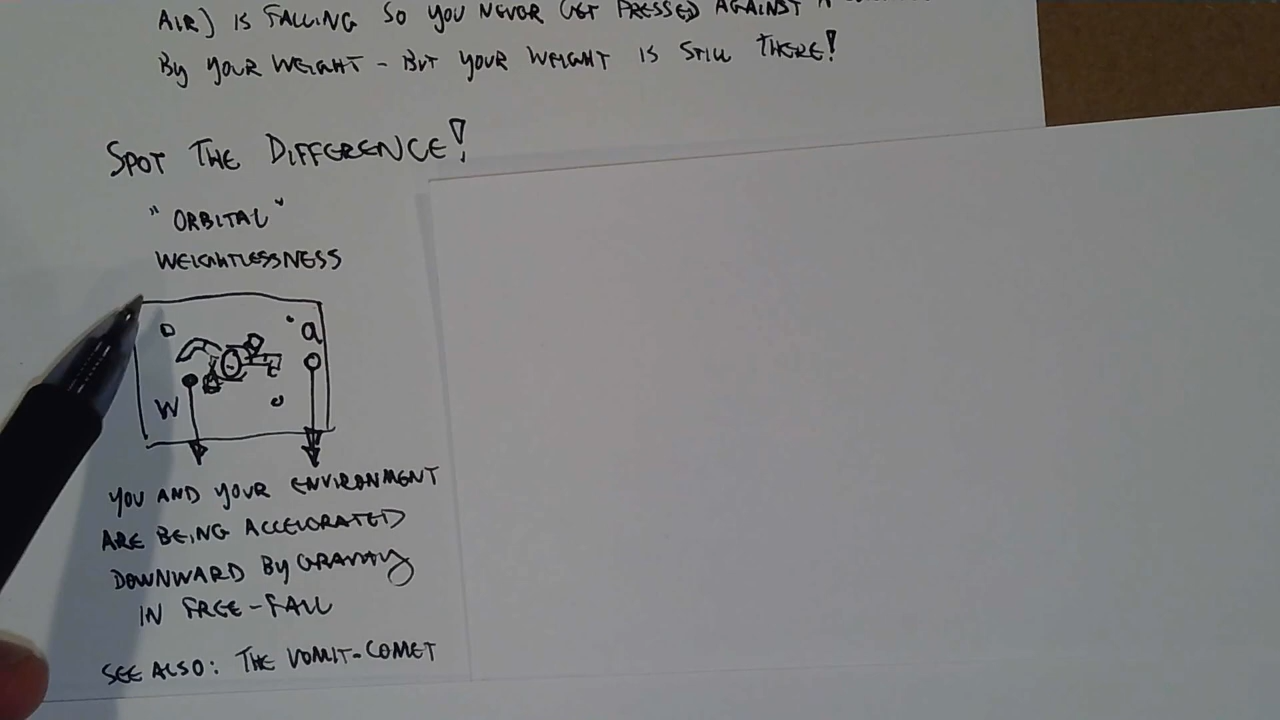 AIR) IS FALLING SO YOU NEVER GET PRESSED AGAINST
BY YOUR WEIGHT - BUT YOUR WEIGHT IS STILL THERE!
SPOT THE DIFFERENCE!
"ORBITAL"
WEIGHTLESSNESS
a
W
YOU AND YOUR ENVIRONMENT
ARE BEING ACCELORATED
DOWNWARD BY GRAVITY
IN FREE-FALL
SEE ALSO: THE VOMIT-COMET